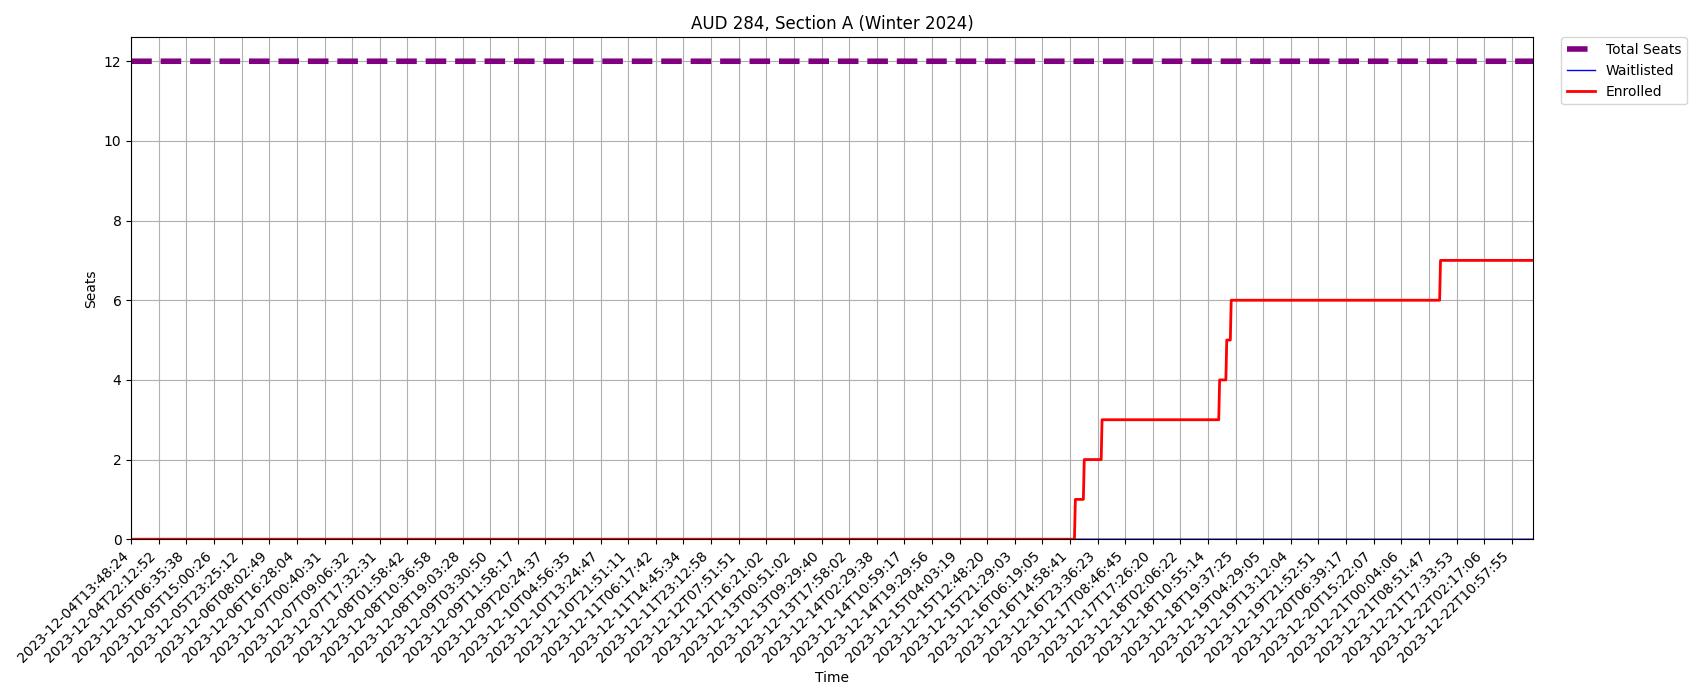 AUD 284, Section A (Winter 2024)
Total Seats
Waitlisted
Enrolled
Seats
12
10
8
6
4
2
0
2023-12-04T13:48:24
2023-12-04T22:12:52
2023-12-05T06:35:38
2023-12-05T15:00:26
2023-12-05T23:25:12
2023-12-06T08:02:49
2023-12-06T16:28:04
2023-12-07T00:40:31
2023-12-07T09:06:32
2023-12-07T17:32:31
2023-12-08T01:58:42
2023-12-08T10:36:58
2023-12-08T19:03:28
2023-12-09T03:30:50
2023-12-09T11:58:17
2023-12-09T20:24:37
2023-12-10T04:56:35
2023-12-10T13:24:47
2023-12-10T21:51:11
2023-12-11T06:17:42
2023-12-11T14:45:34
2023-12-11T23:12:58
2023-12-12T07:51:51
2023-12-12T16:21:02
2023-12-13T00:51:02
2023-12-13T09:29:40
2023-12-13T17:58:02
2023-12-14T02:29:38
2023-12-14T10:59:17
2023-12-14T19:29:56
2023-12-15T04:03:19
2023-12-15T12:48:20
2023-12-15T21:29:03
2023-12-16T06:19:05
2023-12-16T14:58:41
2023-12-16T23:36:23
2023-12-17T08:46:45
2023-12-17T17:26:20
2023-12-18T02:06:22
2023-12-18T10:55:14
2023-12-18T19:37:25
2023-12-19T04:29:05
2023-12-19T13:12:04
2023-12-19T21:52:51
2023-12-20T06:39:17
2023-12-20T15:22:07
2023-12-21T00:04:06
2023-12-21T08:51:47
2023-12-21T17:33:53
2023-12-22T02:17:06
2023-12-22T10:57:55
Time